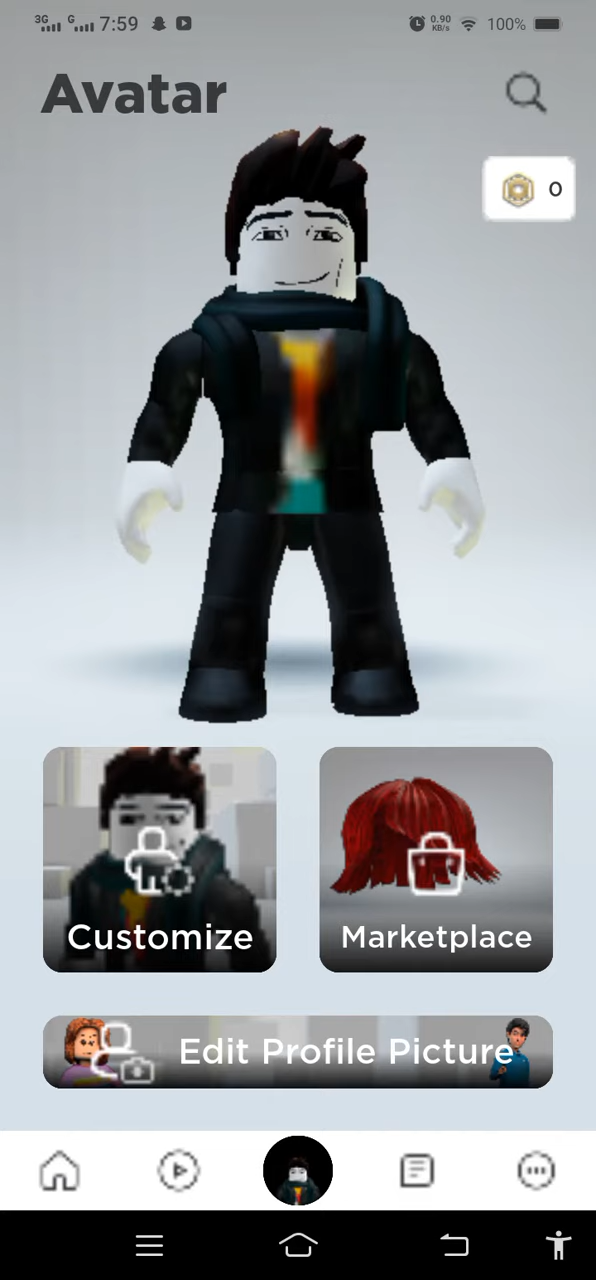 3G G 7:59 0.90 KB/s 100%
Avatar
0
Customize
Marketplace
Edit Profile Picture